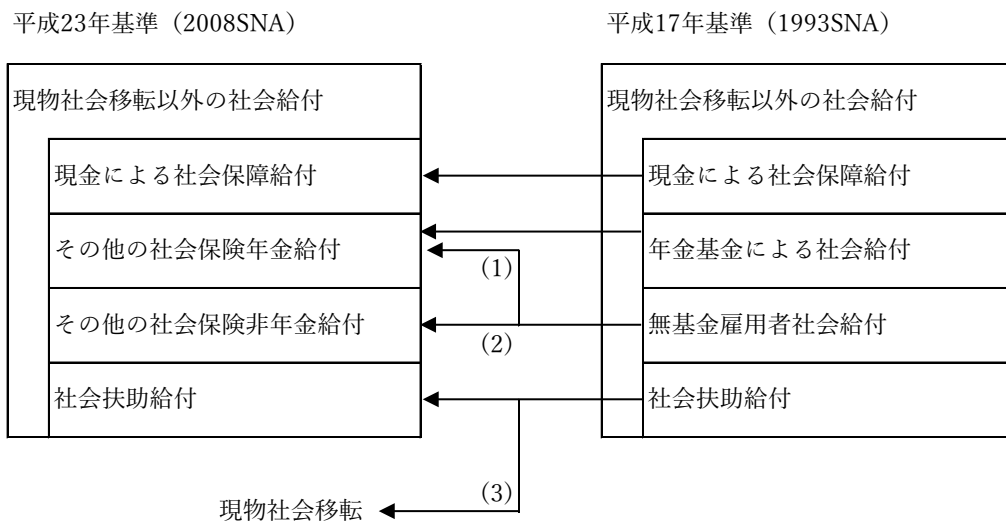 平成23年基準（2008SNA）
平成17年基準（1993SNA）
現物社会移転以外の社会給付
現金による社会保障給付
その他の社会保険年金給付
その他の社会保険非年金給付
社会扶助給付
現物社会移転以外の社会給付
現金による社会保障給付
年金基金による社会給付
無基金雇用者社会給付
社会扶助給付
(1)
(2)
(3)
現物社会移転